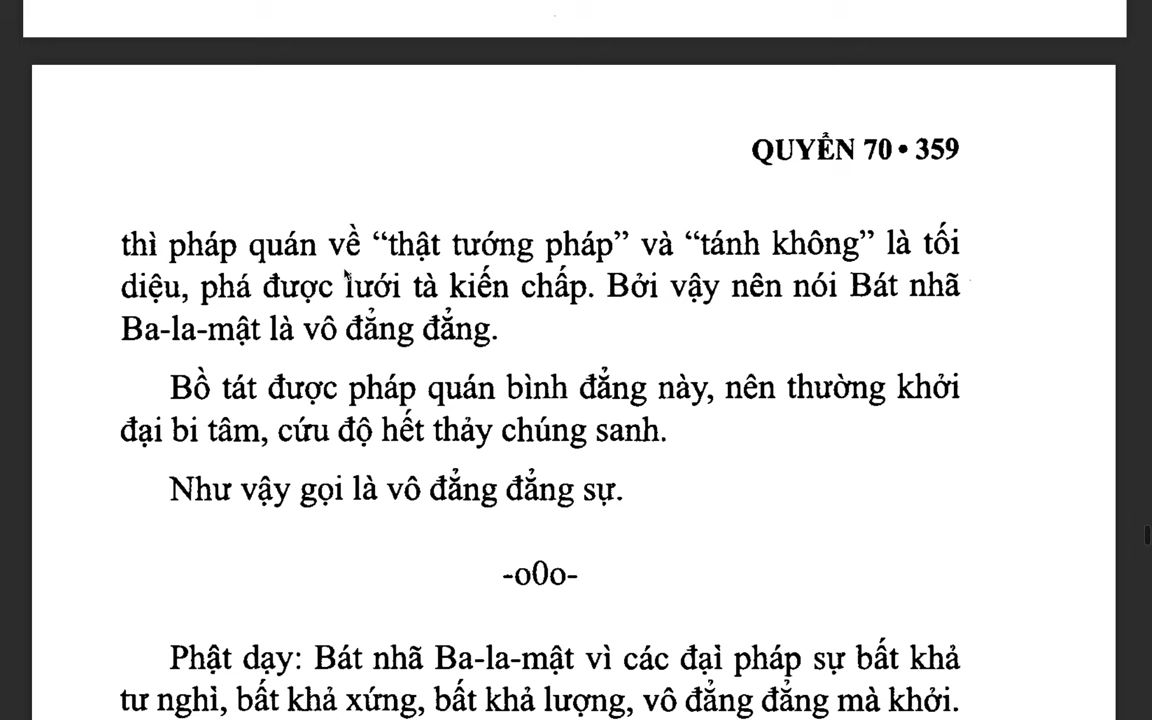 QUYỂN 70 • 359
thì pháp quán về “thật tướng pháp” và “tánh không” là tối
diệu, phá được lưới tà kiến chấp. Bởi vậy nên nói Bát nhã
Ba-la-mật là vô đẳng đẳng.
Bồ tát được pháp quán bình đẳng này, nên thường khởi
đại bi tâm, cứu độ hết thảy chúng sanh.
Như vậy gọi là vô đẳng đẳng sự.
-o0o-
Phật dạy: Bát nhã Ba-la-mật vì các đại pháp sự bất khả
tư nghì, bất khả xứng, bất khả lượng, vô đẳng đẳng mà khởi.